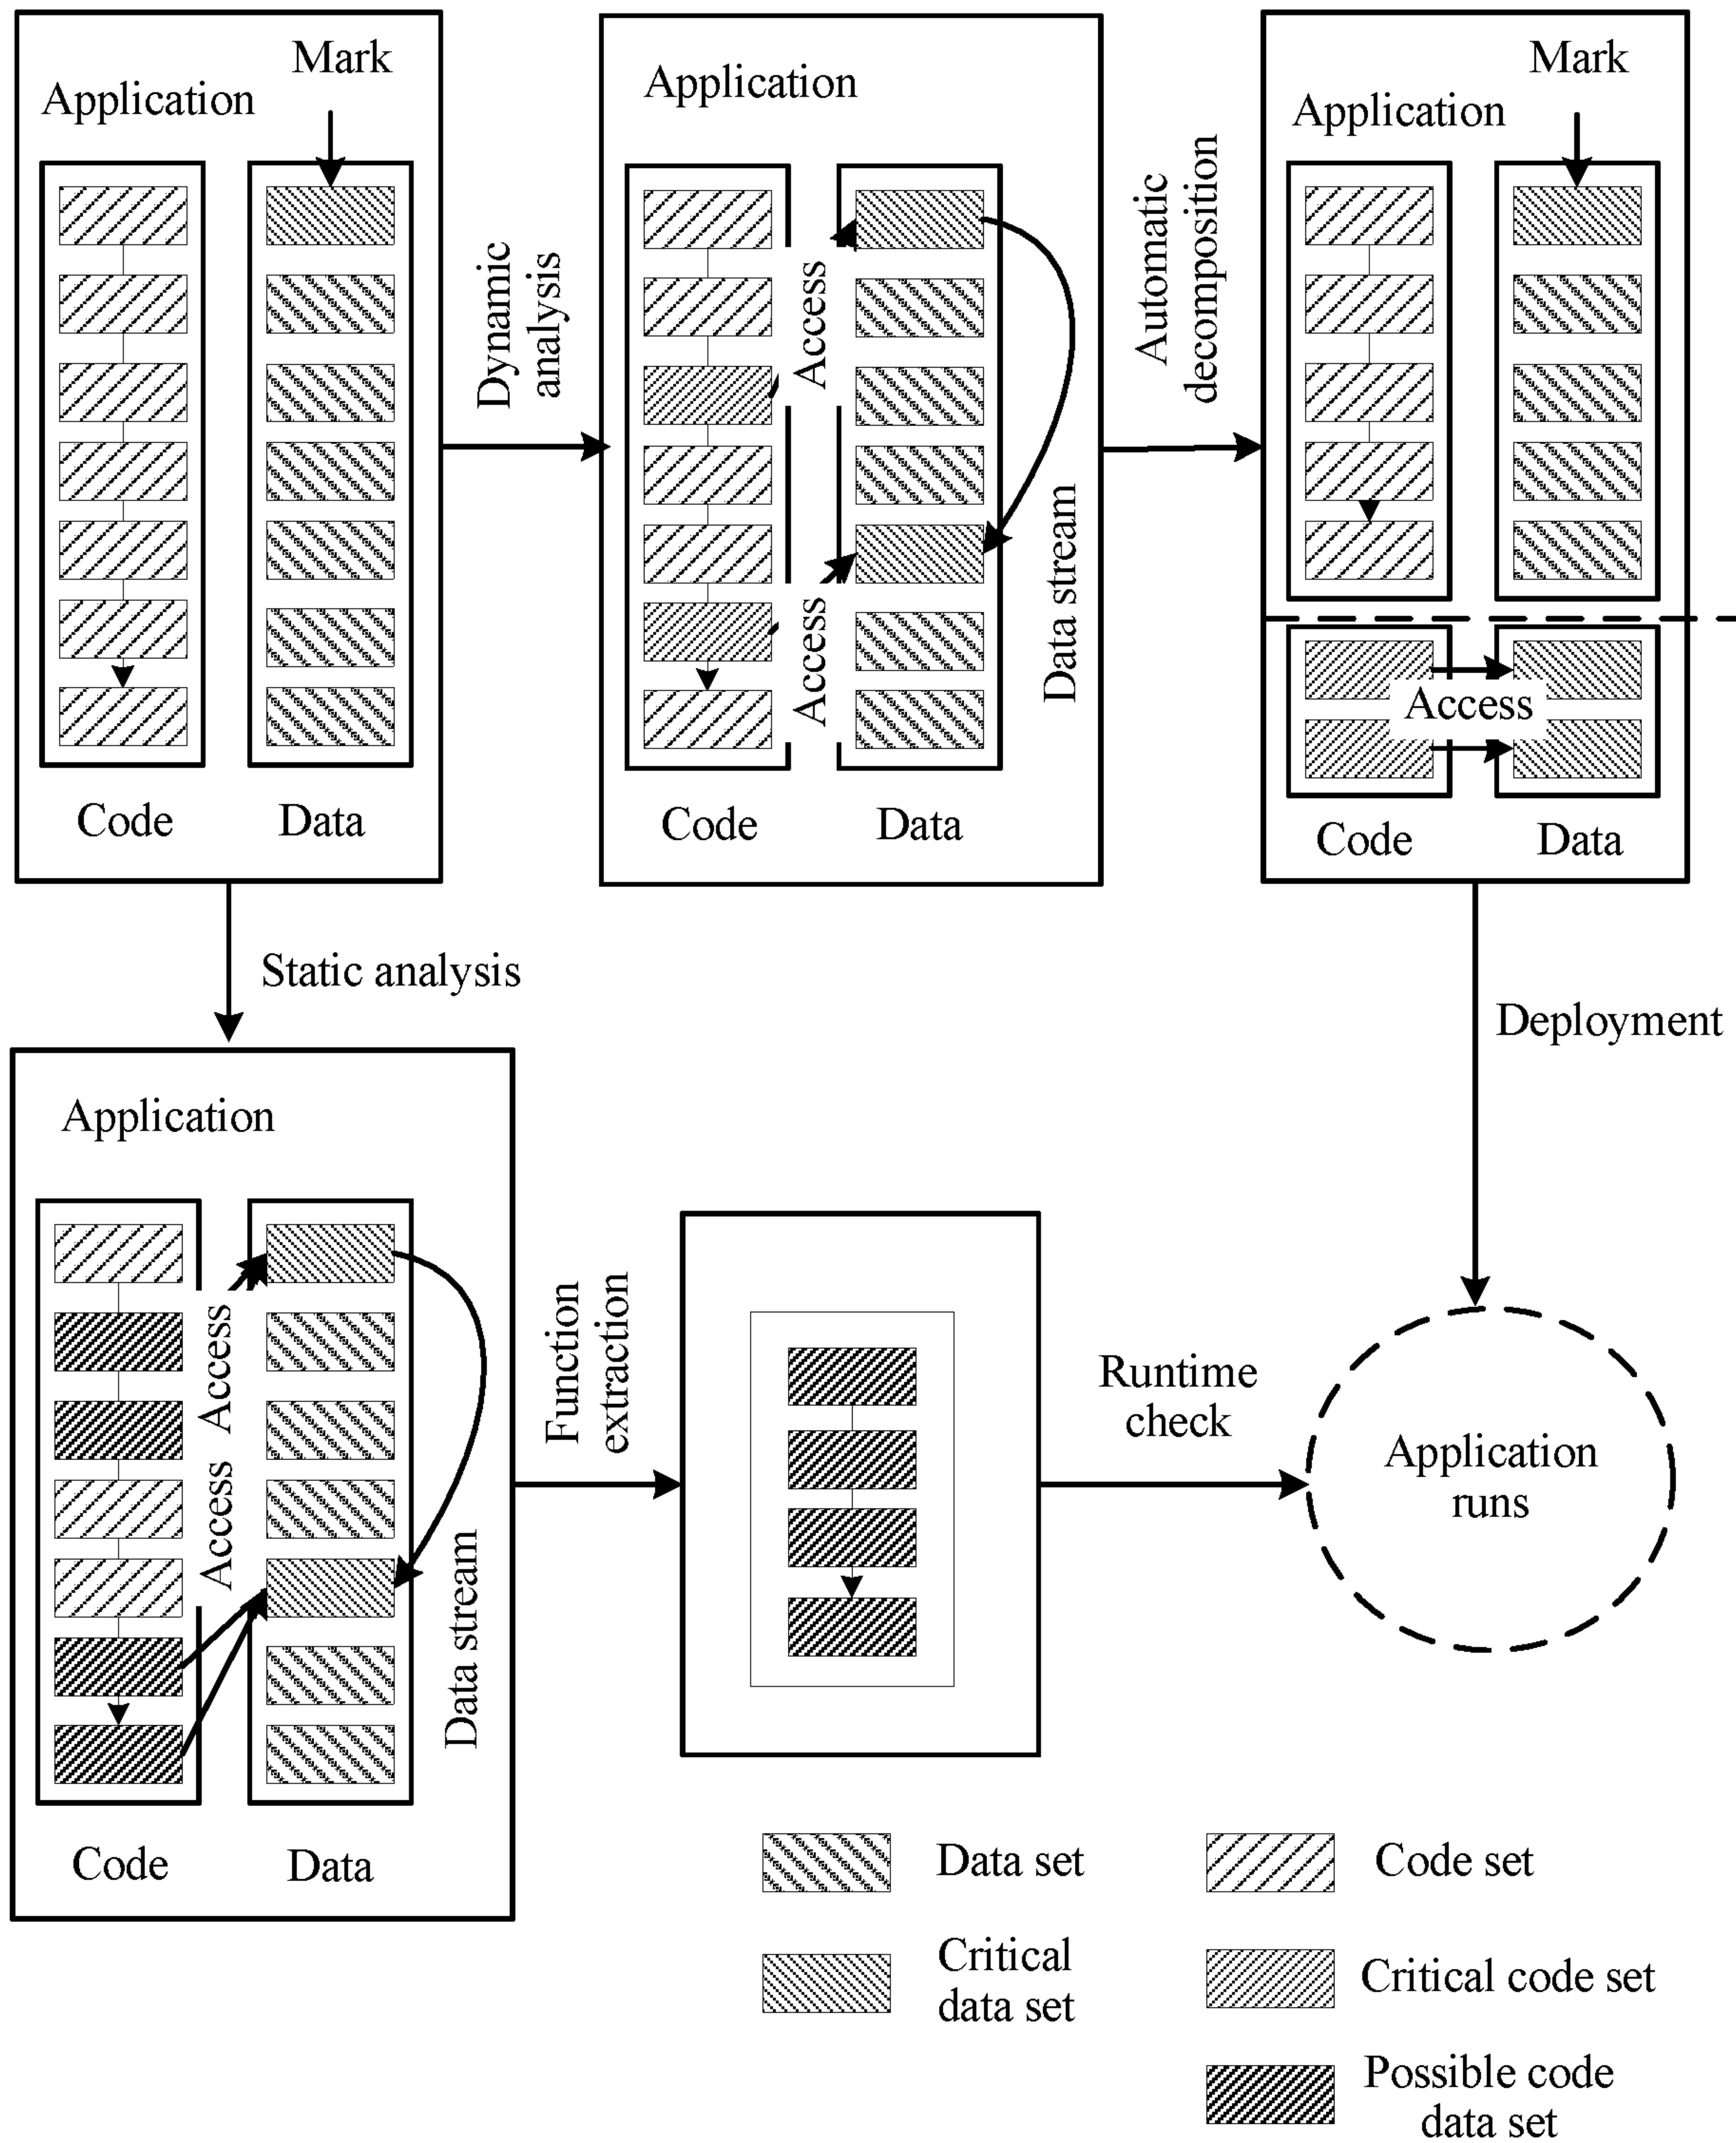 Mark
Application
Code
Data
Dynamic
analysis
Application
Access
Access
Data stream
Code
Data
Automatic
decomposition
Mark
Application
Access
Code
Data
Static analysis
Deployment
Application
Access
Access
Data stream
Code
Data
Function
extraction
Runtime
check
Application
runs
Data set
Code set
Critical
data set
Critical code set
Possible code
data set